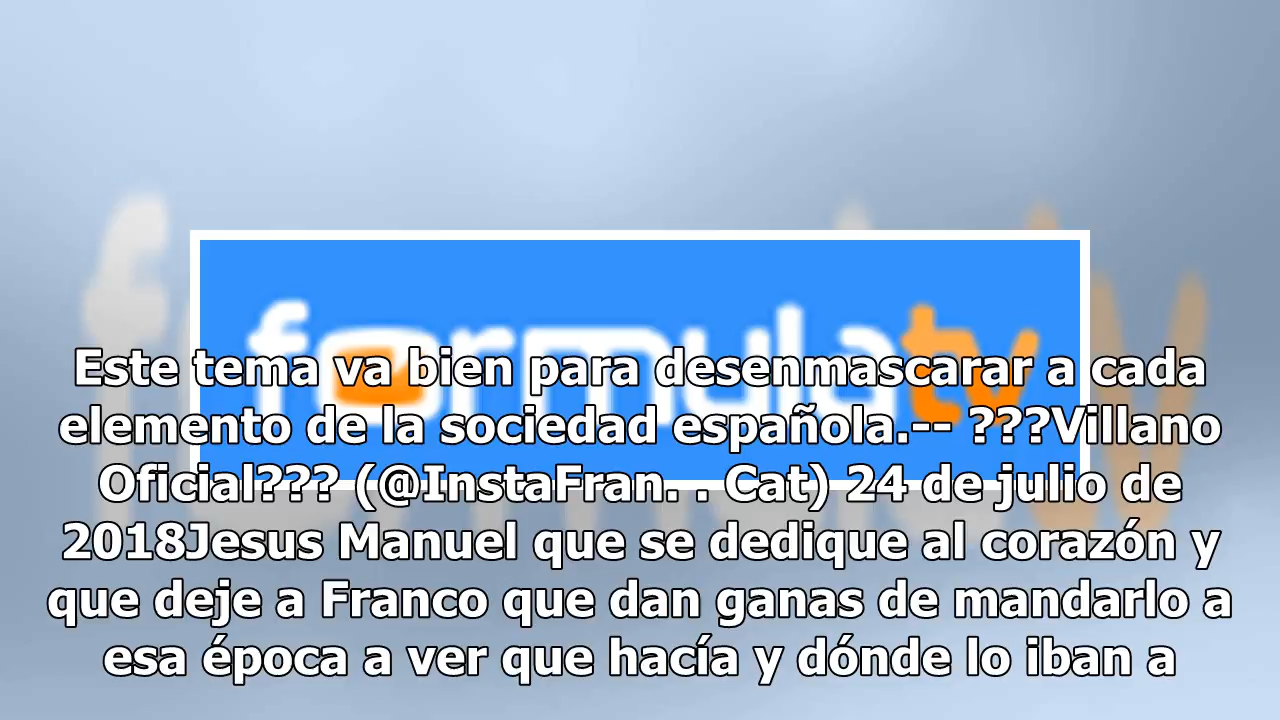 formulatv
Este tema va bien para desenmascarar a cada
elemento de la sociedad española.-- ???Villano
Oficial??? (@InstaFran. . Cat) 24 de julio de
2018Jesus Manuel que se dedique al corazón y
que deje a Franco que dan ganas de mandarlo a
esa época a ver que hacía y dónde lo iban a